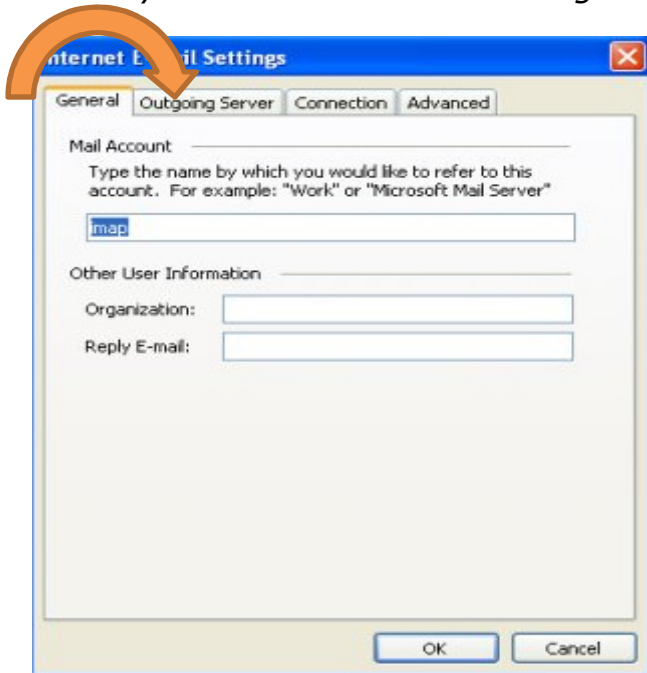 Internet E il Settings
General Outgoing Server Connection Advanced
Mail Account
Type the name by which you would like to refer to this
account. For example: "Work" or "Microsoft Mail Server"
imap
Other User Information
Organization:
Reply E-mail:
OK Cancel